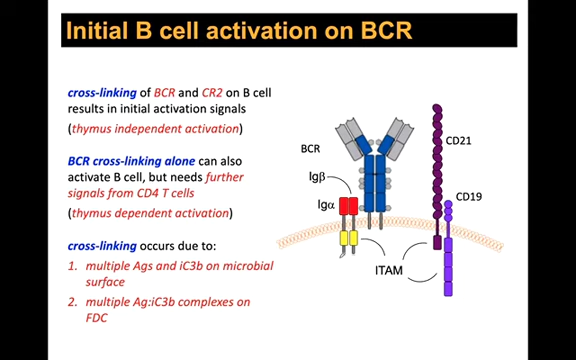 Initial B cell activation on BCR
cross-linking of BCR and CR2 on B cell
results in initial activation signals
(thymus independent activation)
BCR cross-linking alone can also
activate B cell, but needs further
signals from CD4 T cells
(thymus dependent activation)
cross-linking occurs due to:
1. multiple Ags and iC3b on microbial
surface
2. multiple Ag:iC3b complexes on
FDC
BCR
Igβ
Igα
CD21
CD19
ITAM